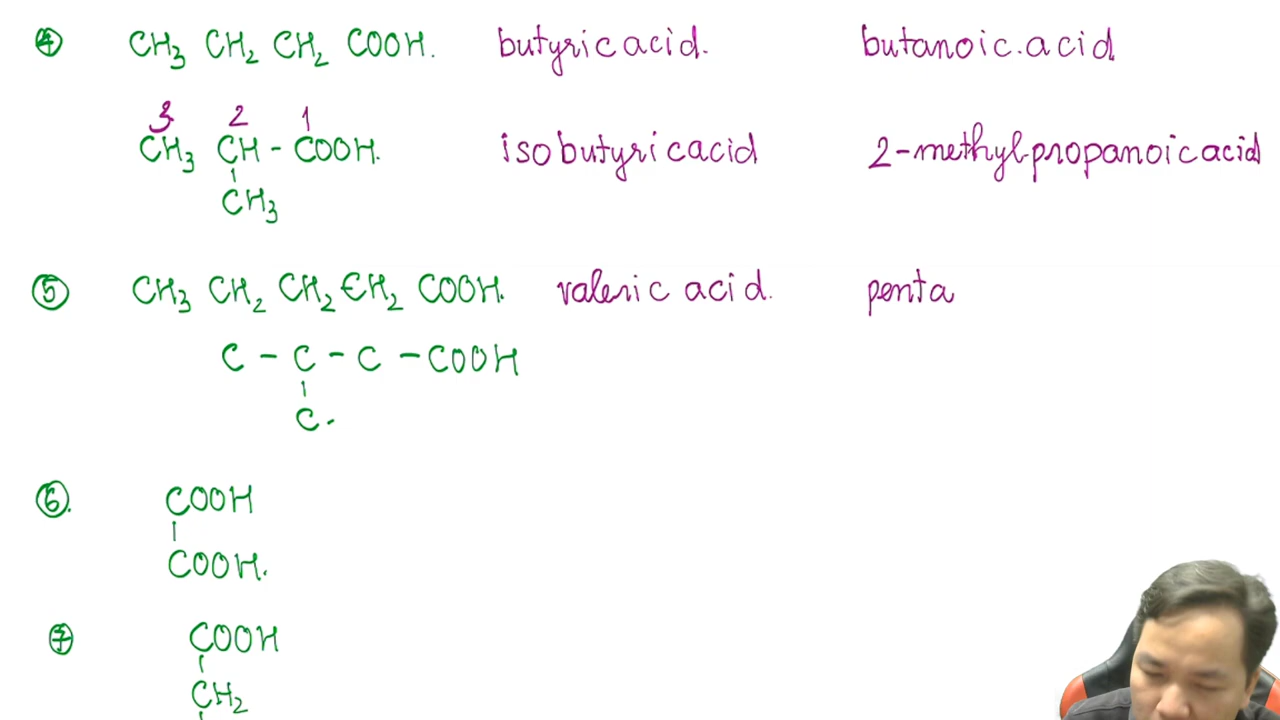 ④ CH₃ CH₂ CH₂ COOH. butyric acid. butanoic.acid
3 2 1
CH₃ CH - COOH. isobutyric acid 2-methylpropanoic acid
CH₃
⑤ CH₃ CH₂ CH₂ CH₂ COOH. valeric acid. penta
C - C - C - COOH
C -
⑥. COOH
COOH.
⑦ COOH
CH₂